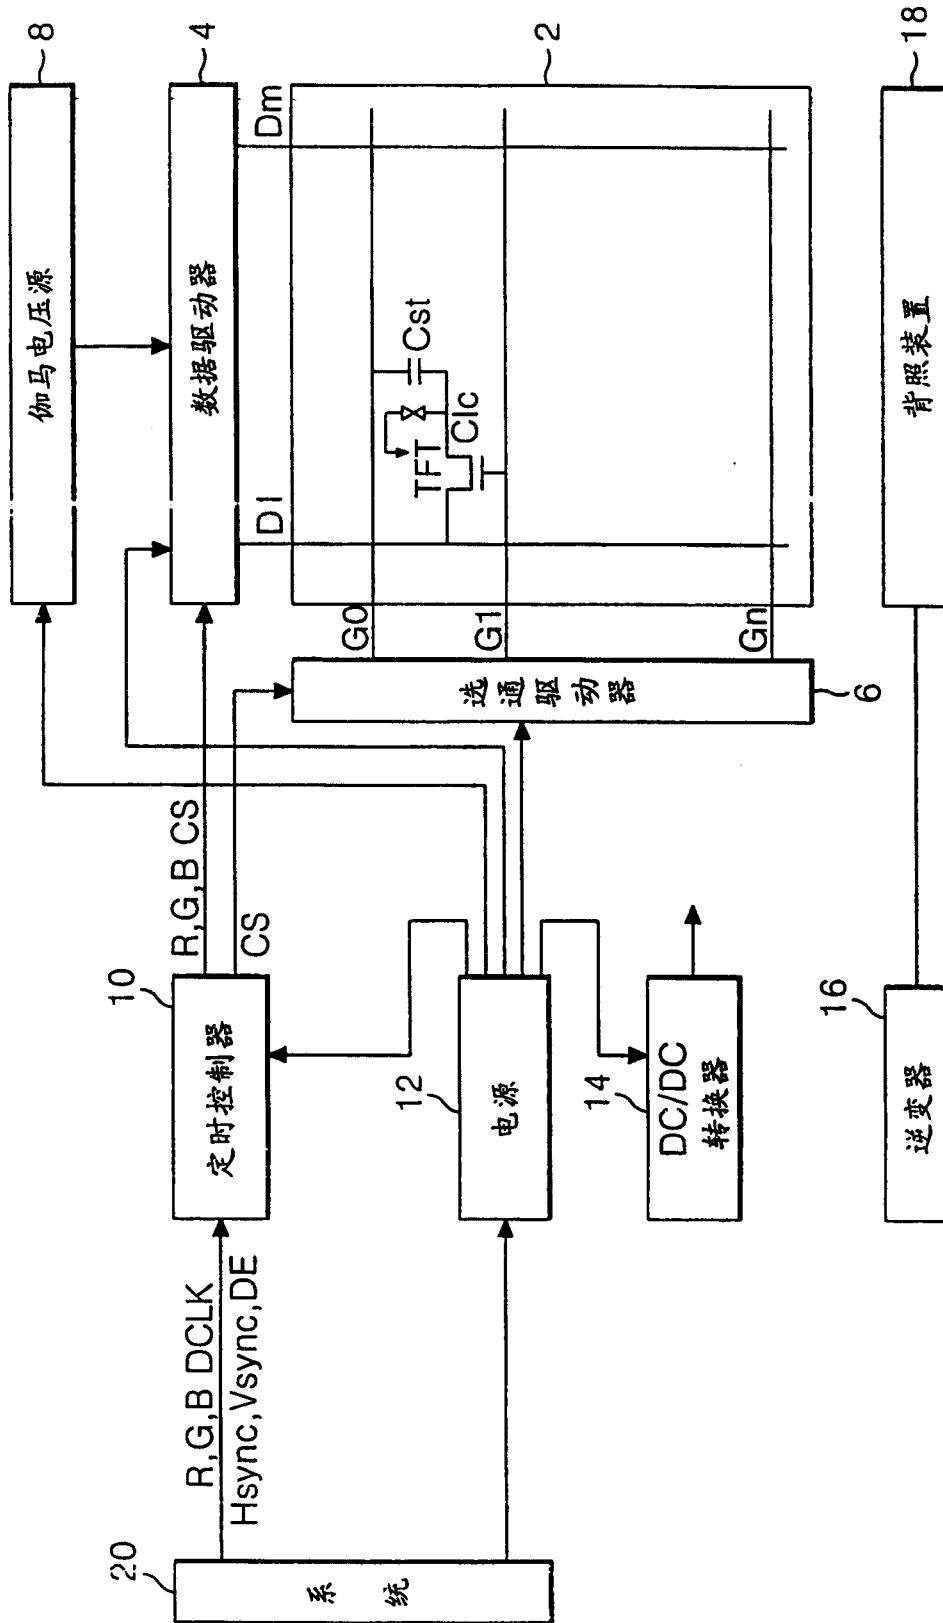 20
系统
R,G,B DCLK
Hsync,Vsync,DE
10
定时控制器
R,G,B CS
CS
12
电源
14
DC/DC
转换器
16
逆变器
伽马电压源
8
数据驱动器
4
D1
Dm
选通驱动器
6
G0
G1
Gn
TFT
Clc
Cst
2
背照装置
18